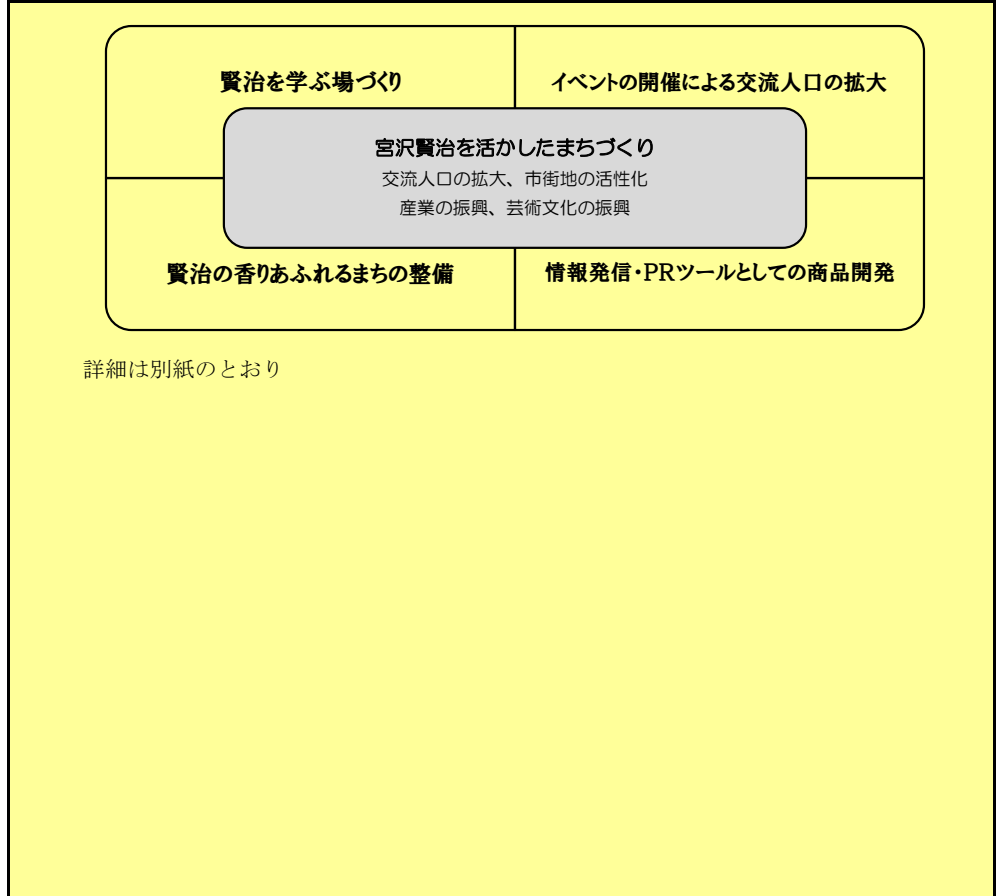 賢治を学ぶ場づくり
イベントの開催による交流人口の拡大
宮沢賢治を活かしたまちづくり
交流人口の拡大、市街地の活性化
産業の振興、芸術文化の振興
賢治の香りあふれるまちの整備
情報発信・PRツールとしての商品開発
詳細は別紙のとおり